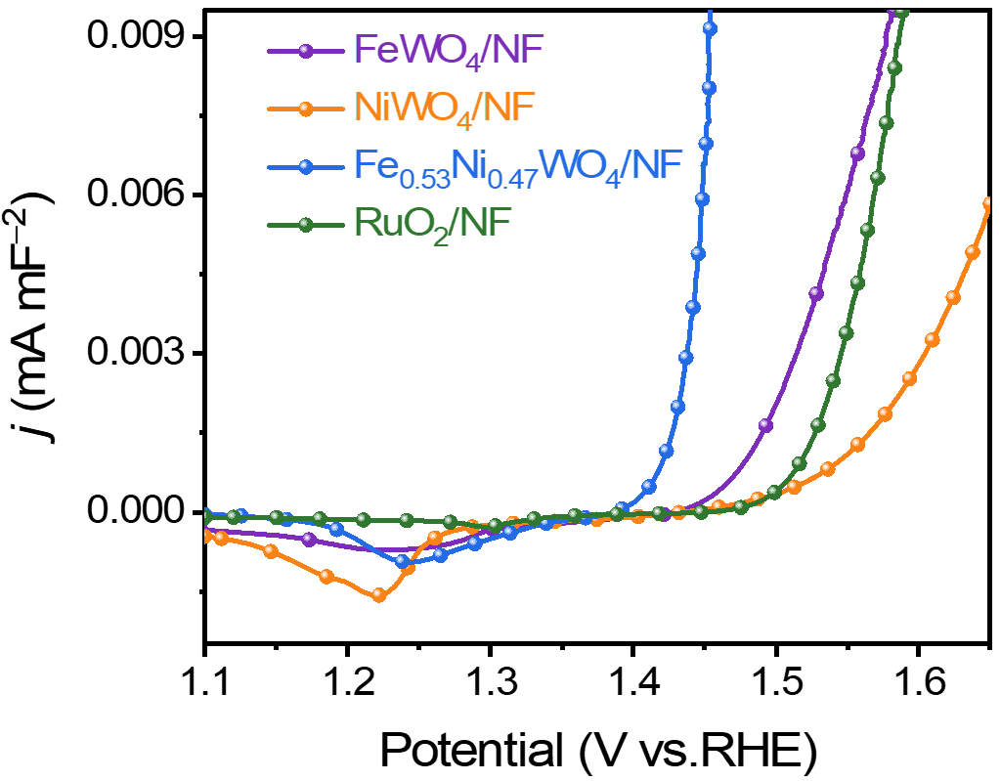 0.009
0.006
0.003
0.000
j (mA mF⁻²)
FeWO₄/NF
NiWO₄/NF
Fe₀.₅₃Ni₀.₄₇WO₄/NF
RuO₂/NF
1.1 1.2 1.3 1.4 1.5 1.6
Potential (V vs.RHE)